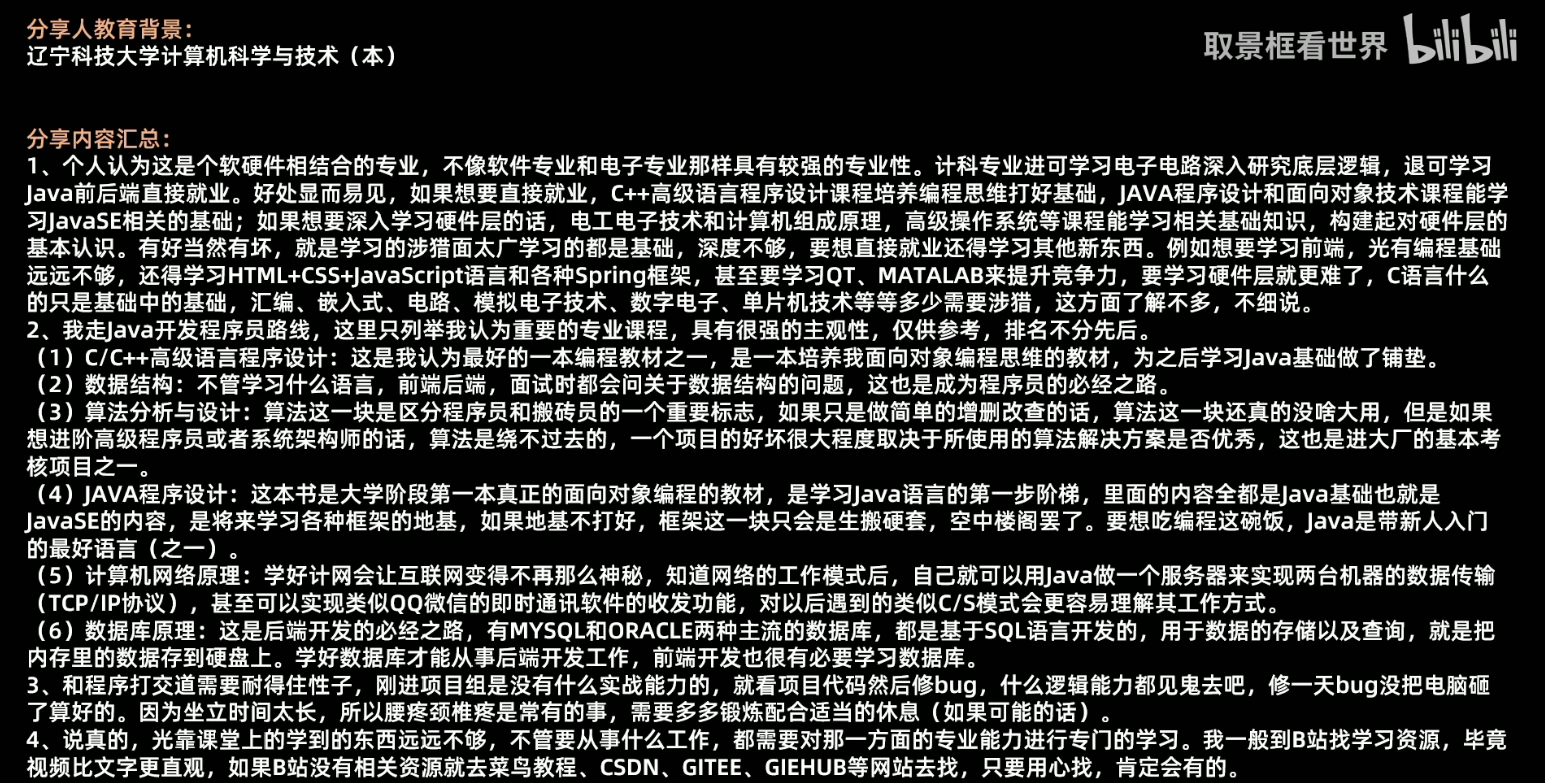 分享人教育背景：
取景框看世界 bilibili
辽宁科技大学计算机科学与技术（本）
分享内容汇总：
1、个人认为这是个软硬件相结合的专业，不像软件专业和电子专业那样具有较强的专业性。计科专业进可学习电子电路深入研究底层逻辑，退可学习
Java前后端直接就业。好处显而易见，如果想要直接就业，C++高级语言程序设计课程培养编程思维打好基础，JAVA程序设计和面向对象技术课程能学
习JavaSE相关的基础；如果想要深入学习硬件层的话，电工电子技术和计算机组成原理，高级操作系统等课程能学习相关基础知识，构建起对硬件层的
基本认识。有好当然有坏，就是学习的涉猎面太广学习的都是基础，深度不够，要想直接就业还得学习其他新东西。例如想要学习前端，光有编程基础
远远不够，还得学习HTML+CSS+JavaScript语言和各种Spring框架，甚至要学习QT、MATALAB来提升竞争力，要学习硬件层就更难了，C语言什么
的只是基础中的基础，汇编、嵌入式、电路、模拟电子技术、数字电子、单片机技术等等多少需要涉猎，这方面了解不多，不细说。
2、我走Java开发程序员路线，这里只列举我认为重要的专业课程，具有很强的主观性，仅供参考，排名不分先后。
（1）C/C++高级语言程序设计：这是我认为最好的一本编程教材之一，是一本培养我面向对象编程思维的教材，为之后学习Java基础做了铺垫。
（2）数据结构：不管学习什么语言，前端后端，面试时都会问关于数据结构的问题，这也是成为程序员的必经之路。
（3）算法分析与设计：算法这一块是区分程序员和搬砖员的一个重要标志，如果只是做简单的增删改查的话，算法这一块还真的没啥大用，但是如果
想进阶高级程序员或者系统架构师的话，算法是绕不过去的，一个项目的好坏很大程度取决于所使用的算法解决方案是否优秀，这也是进大厂的基本考
核项目之一。
（4）JAVA程序设计：这本书是大学阶段第一本真正的面向对象编程的教材，是学习Java语言的第一步阶梯，里面的内容全都是Java基础也就是
JavaSE的内容，是将来学习各种框架的地基，如果地基不打好，框架这一块只会是生搬硬套，空中楼阁罢了。要想吃编程这碗饭，Java是带新人入门
的最好语言（之一）。
（5）计算机网络原理：学好计网会让互联网变得不再那么神秘，知道网络的工作模式后，自己就可以用Java做一个服务器来实现两台机器的数据传输
（TCP/IP协议），甚至可以实现类似QQ微信的即时通讯软件的收发功能，对以后遇到的类似C/S模式会更容易理解其工作方式。
（6）数据库原理：这是后端开发的必经之路，有MYSQL和ORACLE两种主流的数据库，都是基于SQL语言开发的，用于数据的存储以及查询，就是把
内存里的数据存到硬盘上。学好数据库才能从事后端开发工作，前端开发也很有必要学习数据库。
3、和程序打交道需要耐得住性子，刚进项目组是没有什么实战能力的，就看项目代码然后修bug，什么逻辑能力都见鬼去吧，修一天bug没把电脑砸
了算好的。因为坐立时间太长，所以腰疼颈椎疼是常有的事，需要多多锻炼配合适当的休息（如果可能的话）。
4、说真的，光靠课堂上的学到的东西远远不够，不管要从事什么工作，都需要对那一方面的专业能力进行专门的学习。我一般到B站找学习资源，毕竟
视频比文字更直观，如果B站没有相关资源就去菜鸟教程、CSDN、GITEE、GIEHUB等网站去找，只要用心找，肯定会有的。